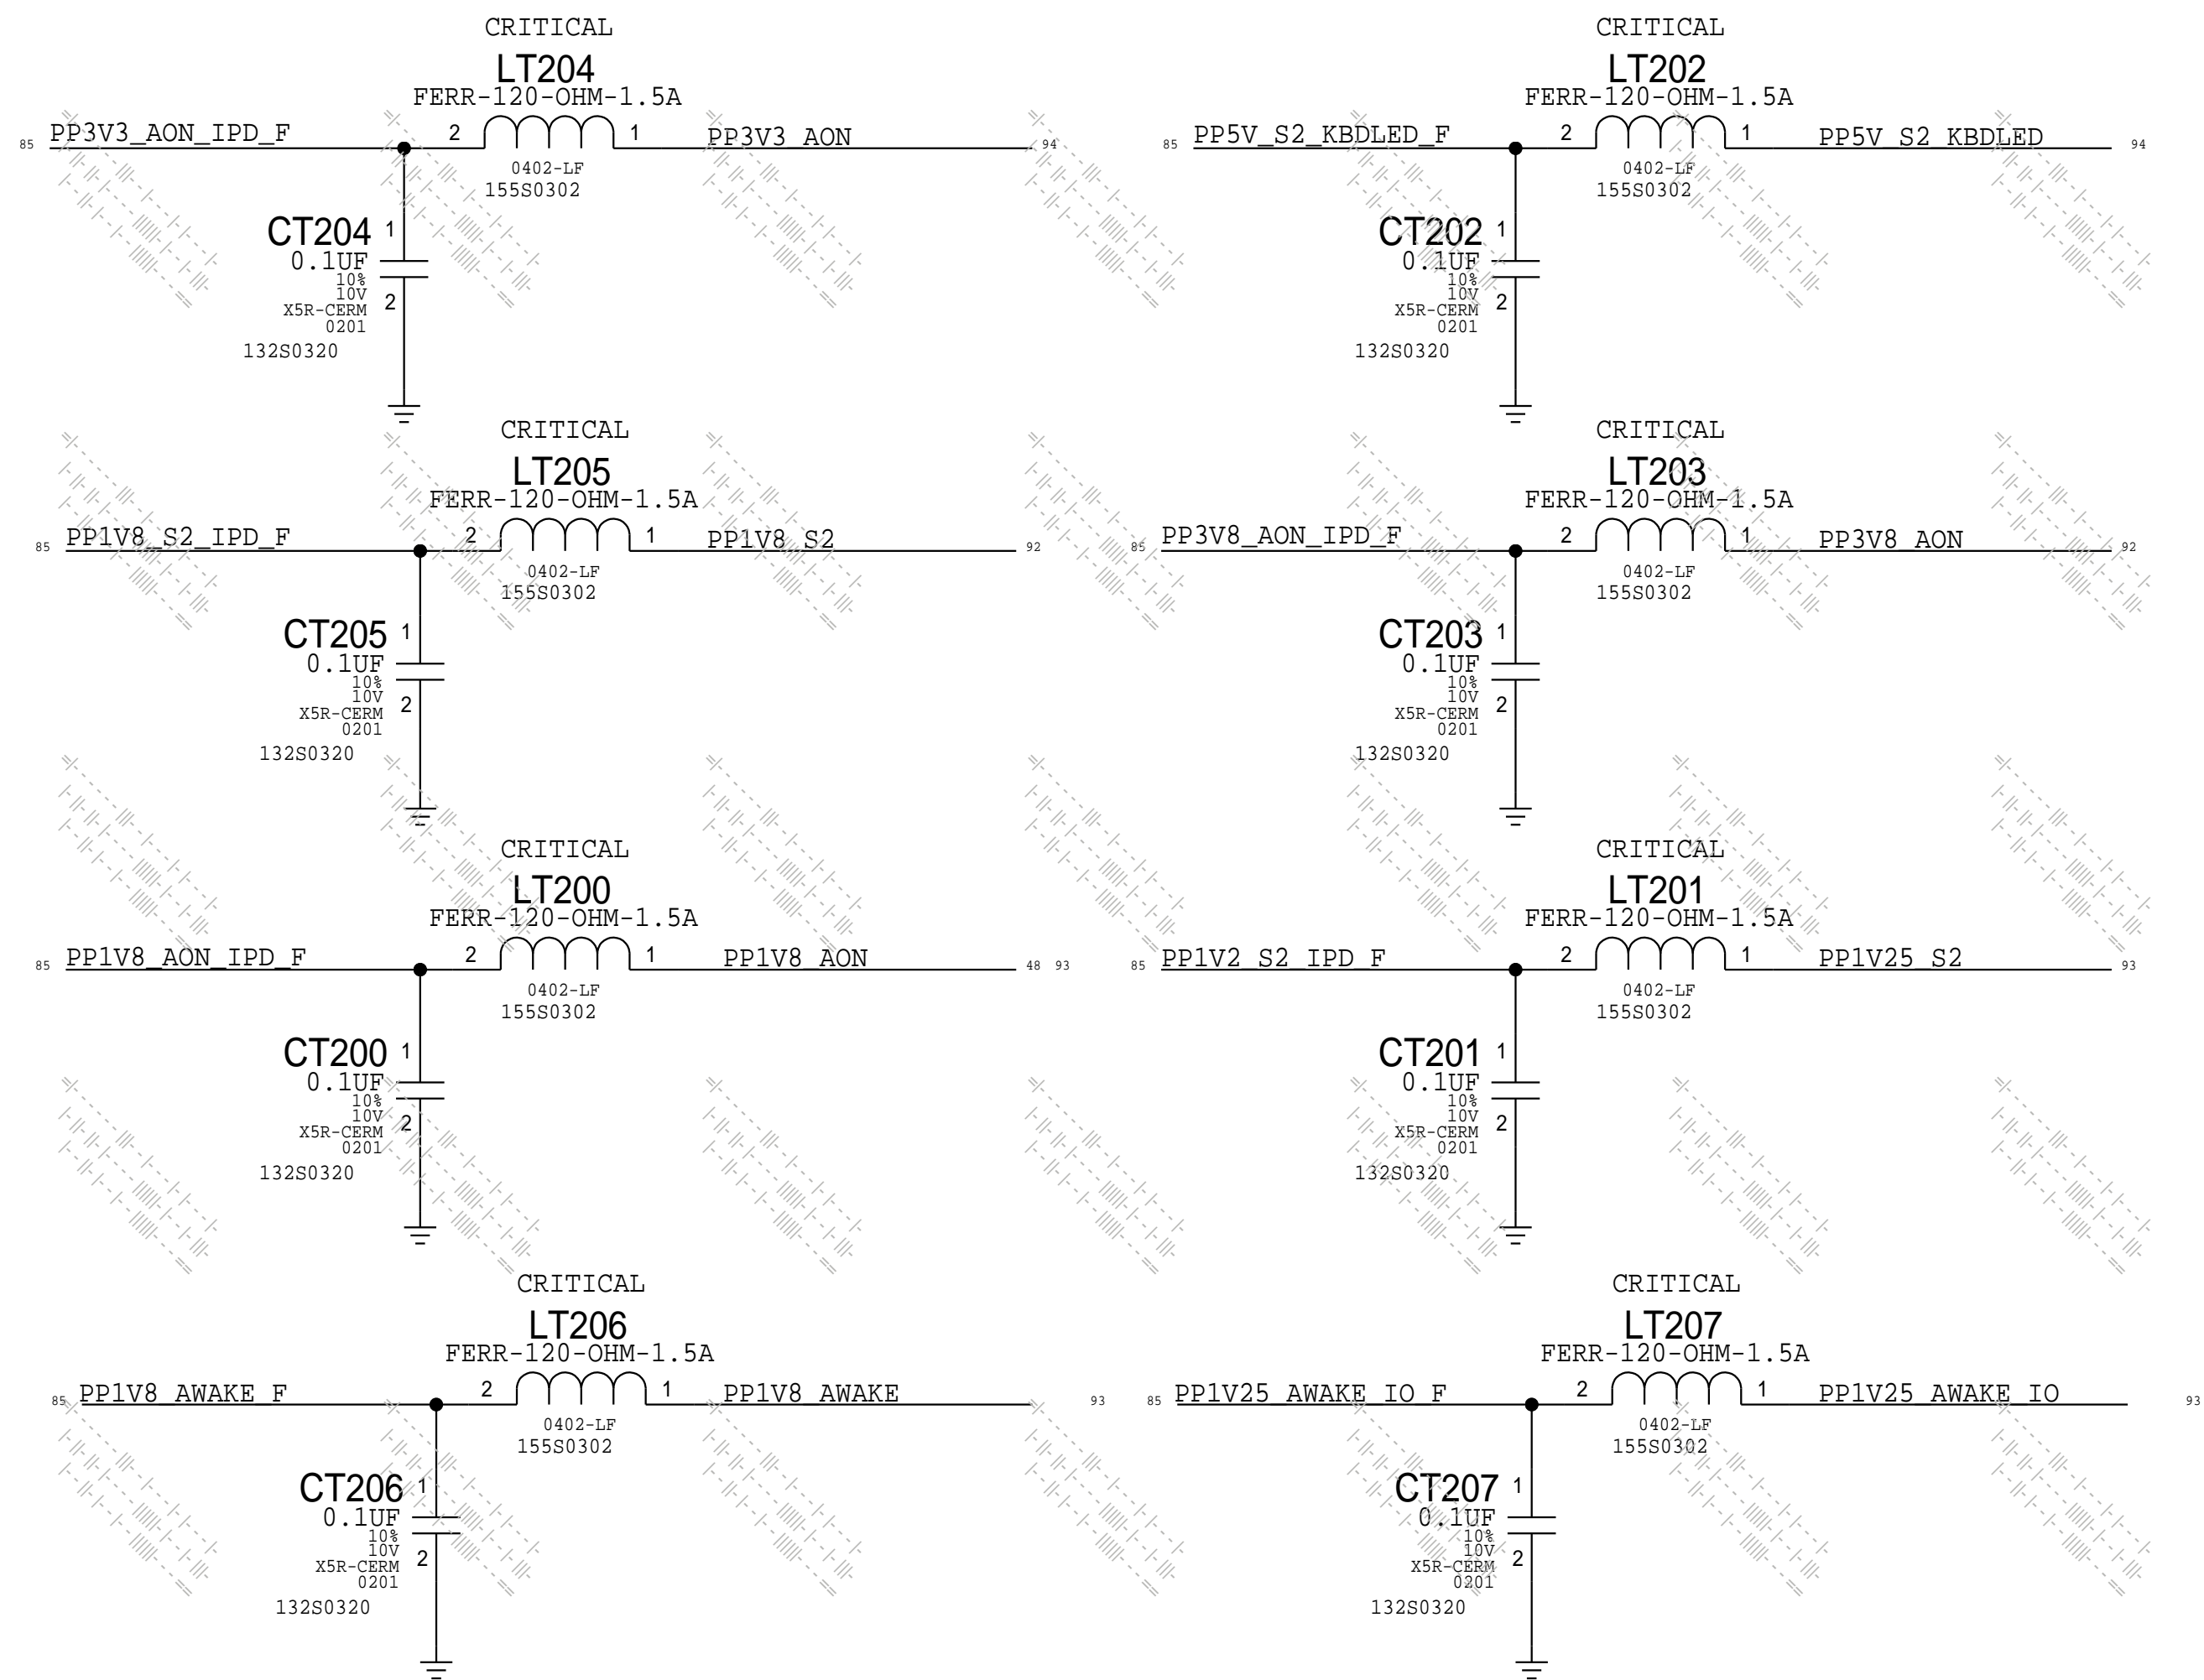 CRITICAL
LT204
FERR-120-OHM-1.5A
85 PP3V3_AON_IPD_F 2 1 PP3V3_AON 94
0402-LF
155S0302
CT204 1
0.1UF
10%
10V
2
X5R-CERM
0201
132S0320
CRITICAL
LT202
FERR-120-OHM-1.5A
85 PP5V_S2_KBDLED_F 2 1 PP5V_S2_KBDLED 94
0402-LF
155S0302
CT202 1
0.1UF
10%
10V
2
X5R-CERM
0201
132S0320
CRITICAL
LT205
FERR-120-OHM-1.5A
85 PP1V8_S2_IPD_F 2 1 PP1V8_S2 92
0402-LF
155S0302
CT205 1
0.1UF
10%
10V
2
X5R-CERM
0201
132S0320
CRITICAL
LT203
FERR-120-OHM-1.5A
85 PP3V8_AON_IPD_F 2 1 PP3V8_AON 92
0402-LF
155S0302
CT203 1
0.1UF
10%
10V
2
X5R-CERM
0201
132S0320
CRITICAL
LT200
FERR-120-OHM-1.5A
85 PP1V8_AON_IPD_F 2 1 PP1V8_AON 48 93
0402-LF
155S0302
CT200 1
0.1UF
10%
10V
2
X5R-CERM
0201
132S0320
CRITICAL
LT201
FERR-120-OHM-1.5A
85 PP1V2_S2_IPD_F 2 1 PP1V25_S2 93
0402-LF
155S0302
CT201 1
0.1UF
10%
10V
2
X5R-CERM
0201
132S0320
CRITICAL
LT206
FERR-120-OHM-1.5A
85 PP1V8_AWAKE_F 2 1 PP1V8_AWAKE 93
0402-LF
155S0302
CT206 1
0.1UF
10%
10V
2
X5R-CERM
0201
132S0320
CRITICAL
LT207
FERR-120-OHM-1.5A
85 PP1V25_AWAKE_IO_F 2 1 PP1V25_AWAKE_IO 93
0402-LF
155S0302
CT207 1
0.1UF
10%
10V
2
X5R-CERM
0201
132S0320